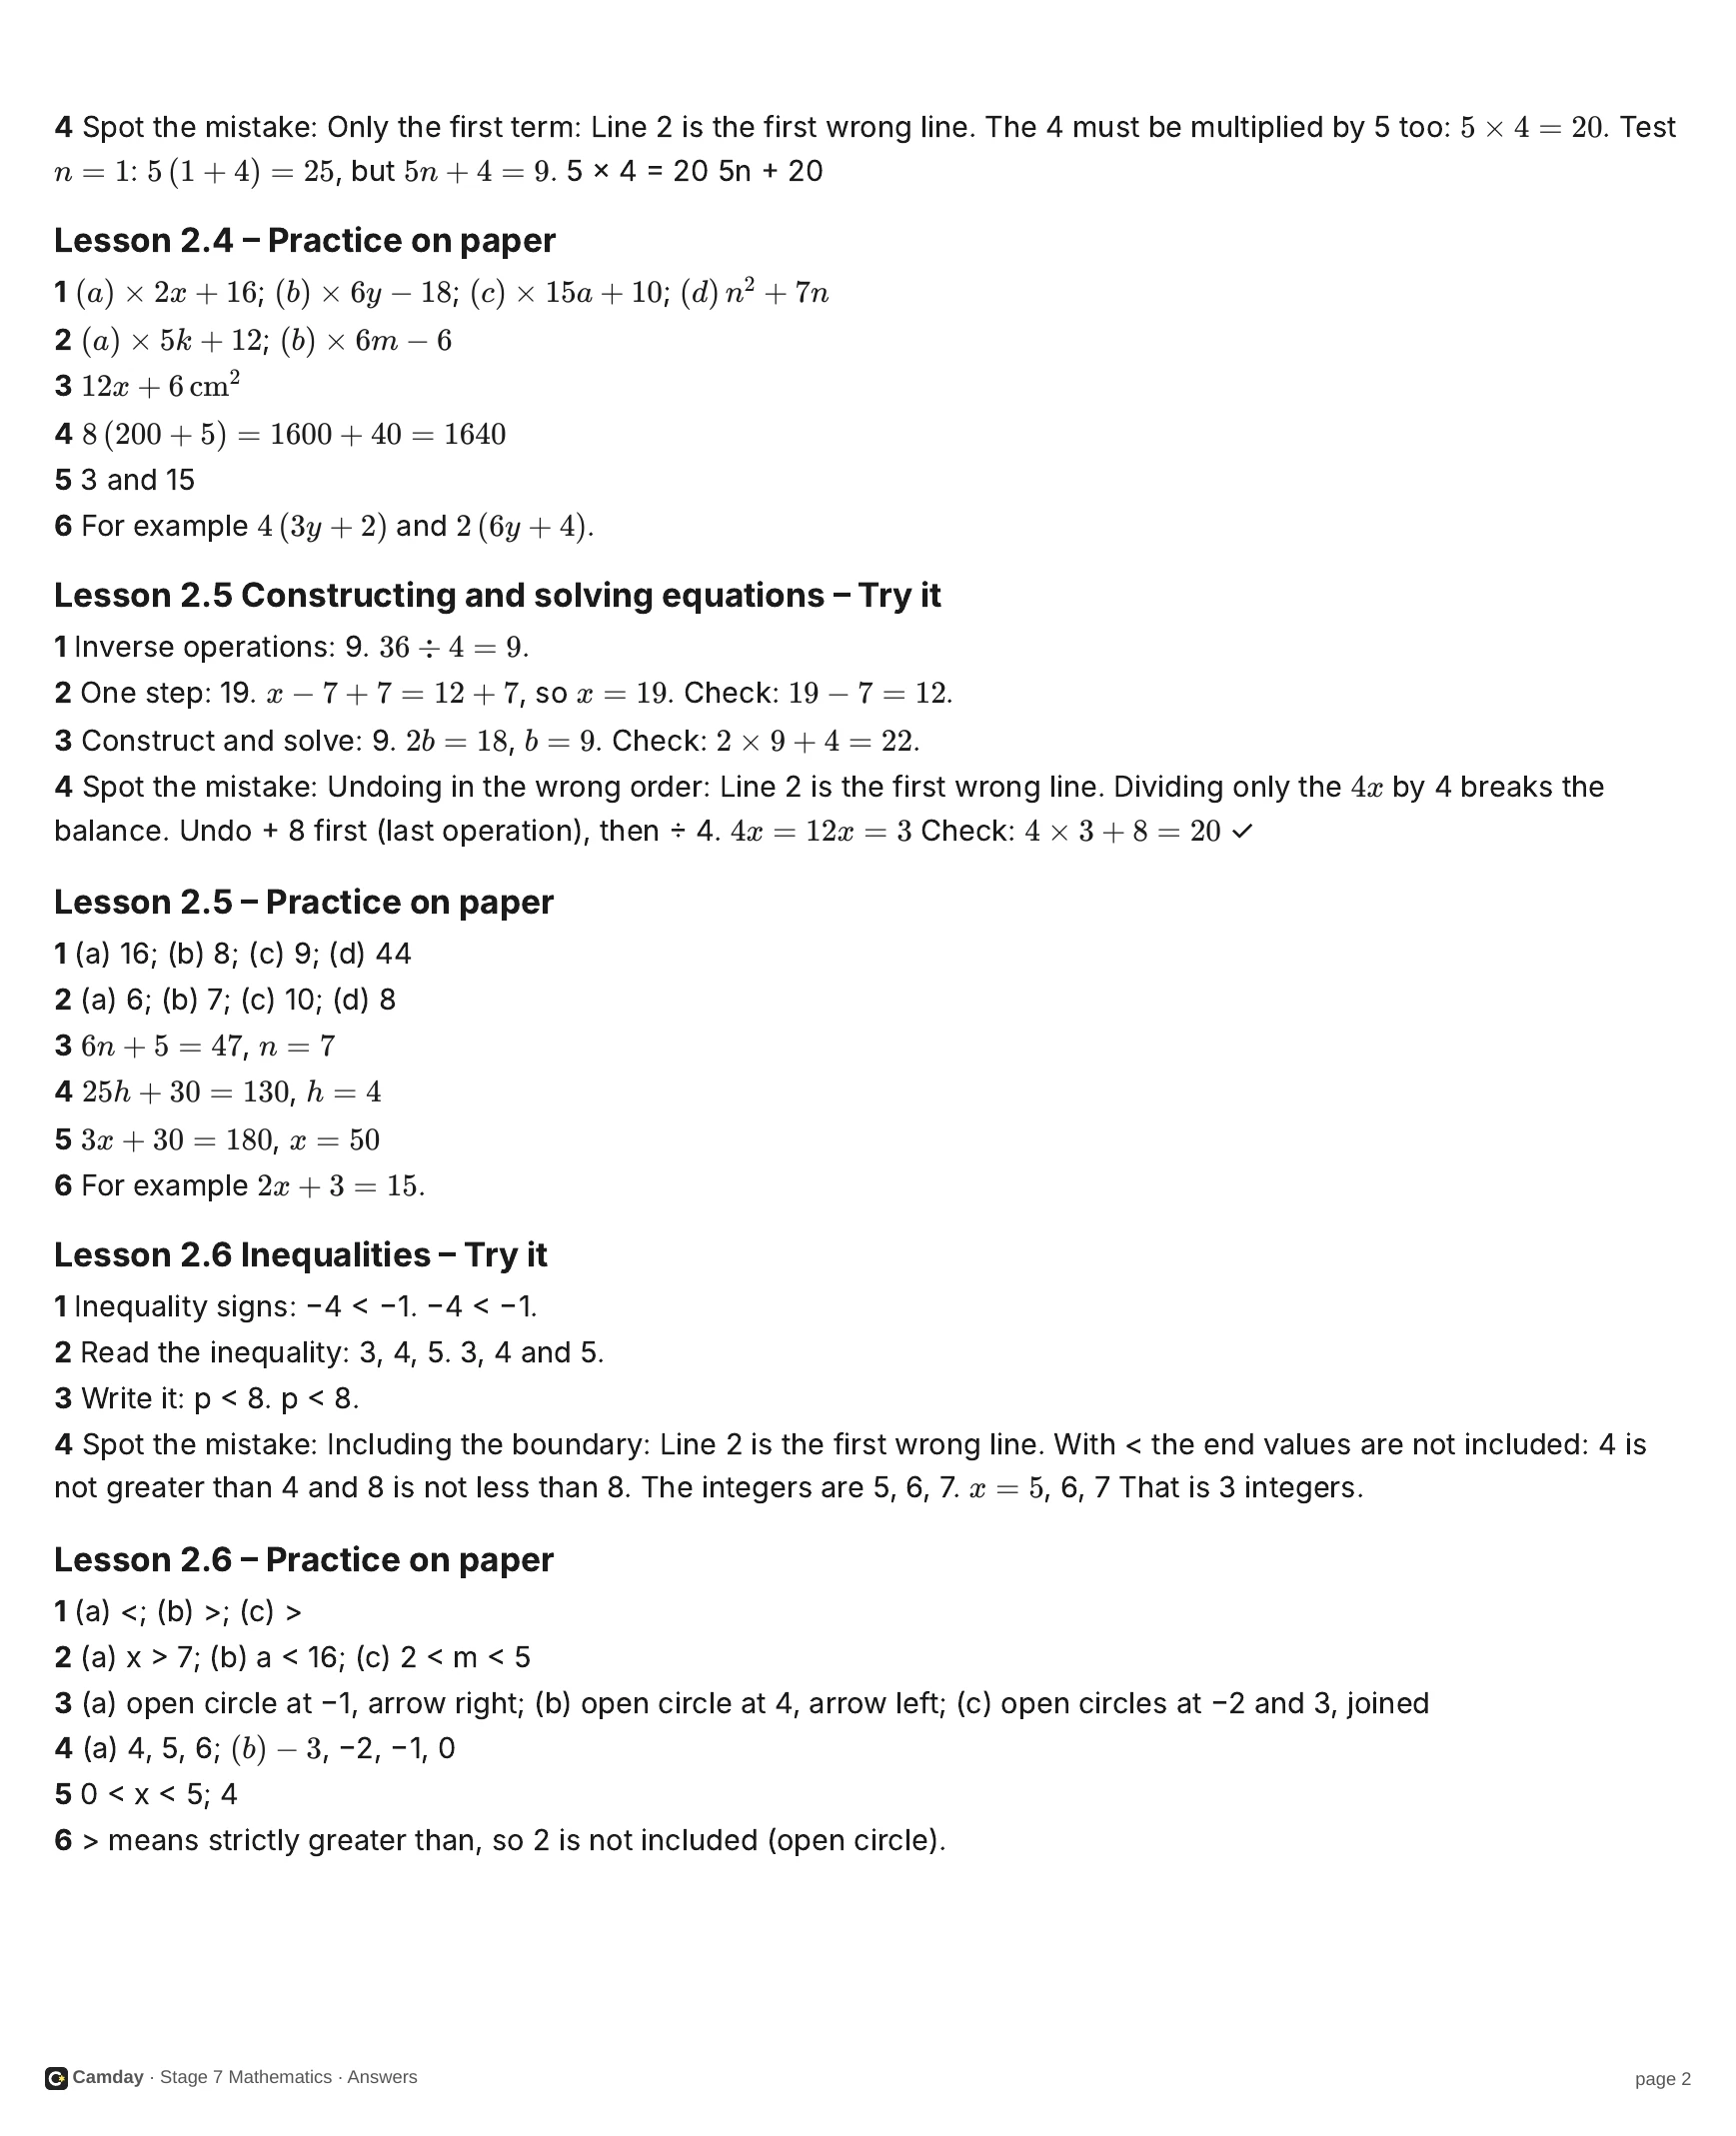 4 Spot the mistake: Only the first term: Line 2 is the first wrong line. The 4 must be multiplied by 5 too: 5 × 4 = 20. Test
n = 1: 5 (1 + 4) = 25, but 5n + 4 = 9. 5 × 4 = 20 5n + 20
Lesson 2.4 – Practice on paper
1 (a) × 2x + 16; (b) × 6y − 18; (c) × 15a + 10; (d) n² + 7n
2 (a) × 5k + 12; (b) × 6m − 6
3 12x + 6 cm²
4 8 (200 + 5) = 1600 + 40 = 1640
5 3 and 15
6 For example 4 (3y + 2) and 2 (6y + 4).
Lesson 2.5 Constructing and solving equations – Try it
1 Inverse operations: 9. 36 ÷ 4 = 9.
2 One step: 19. x − 7 + 7 = 12 + 7, so x = 19. Check: 19 − 7 = 12.
3 Construct and solve: 9. 2b = 18, b = 9. Check: 2 × 9 + 4 = 22.
4 Spot the mistake: Undoing in the wrong order: Line 2 is the first wrong line. Dividing only the 4x by 4 breaks the
balance. Undo + 8 first (last operation), then ÷ 4. 4x = 12x = 3 Check: 4 × 3 + 8 = 20 ✓
Lesson 2.5 – Practice on paper
1 (a) 16; (b) 8; (c) 9; (d) 44
2 (a) 6; (b) 7; (c) 10; (d) 8
3 6n + 5 = 47, n = 7
4 25h + 30 = 130, h = 4
5 3x + 30 = 180, x = 50
6 For example 2x + 3 = 15.
Lesson 2.6 Inequalities – Try it
1 Inequality signs: −4 < −1. −4 < −1.
2 Read the inequality: 3, 4, 5. 3, 4 and 5.
3 Write it: p < 8. p < 8.
4 Spot the mistake: Including the boundary: Line 2 is the first wrong line. With < the end values are not included: 4 is
not greater than 4 and 8 is not less than 8. The integers are 5, 6, 7. x = 5, 6, 7 That is 3 integers.
Lesson 2.6 – Practice on paper
1 (a) <; (b) >; (c) >
2 (a) x > 7; (b) a < 16; (c) 2 < m < 5
3 (a) open circle at −1, arrow right; (b) open circle at 4, arrow left; (c) open circles at −2 and 3, joined
4 (a) 4, 5, 6; (b) − 3, −2, −1, 0
5 0 < x < 5; 4
6 > means strictly greater than, so 2 is not included (open circle).
Camday · Stage 7 Mathematics · Answers
page 2